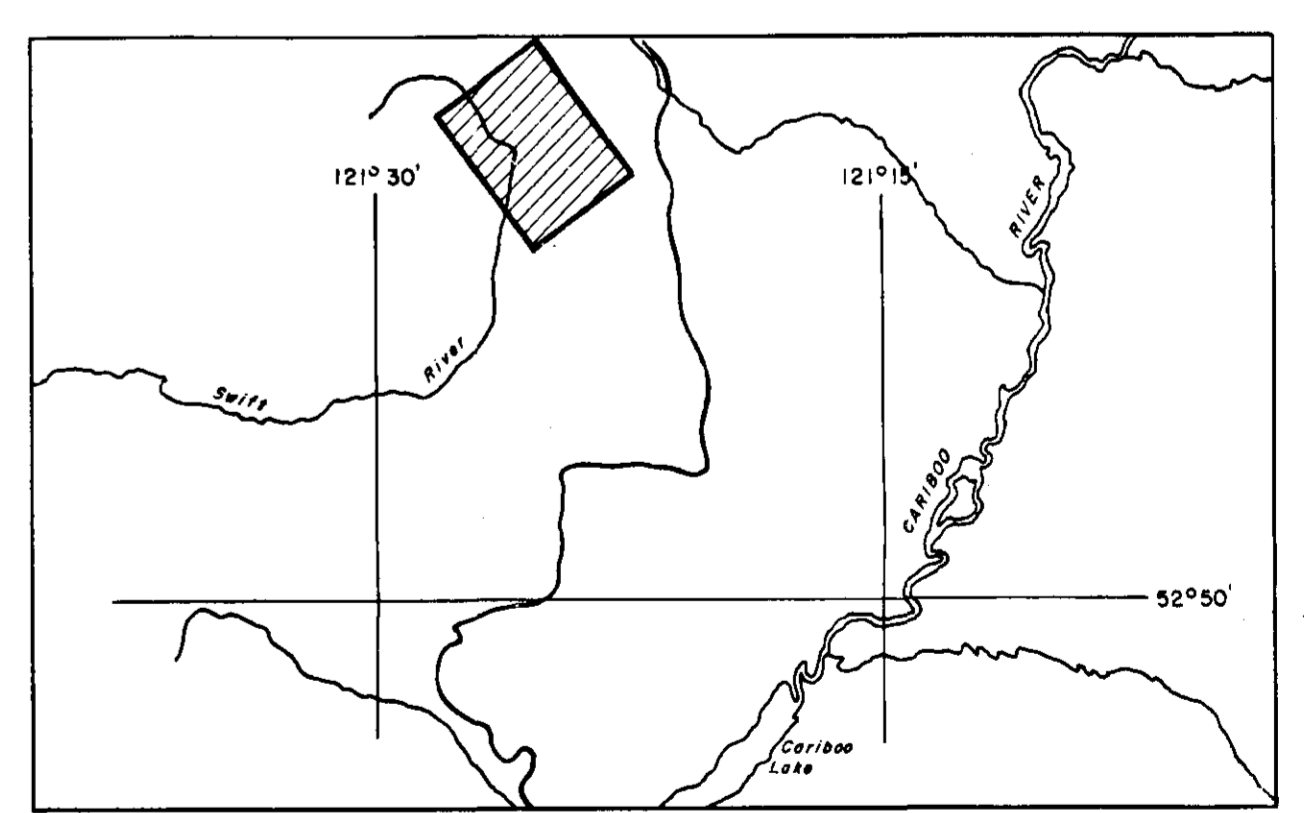 121° 30'
121° 15'
RIVER
Swift
River
CARIBOO
52° 50'
Cariboo
Lake